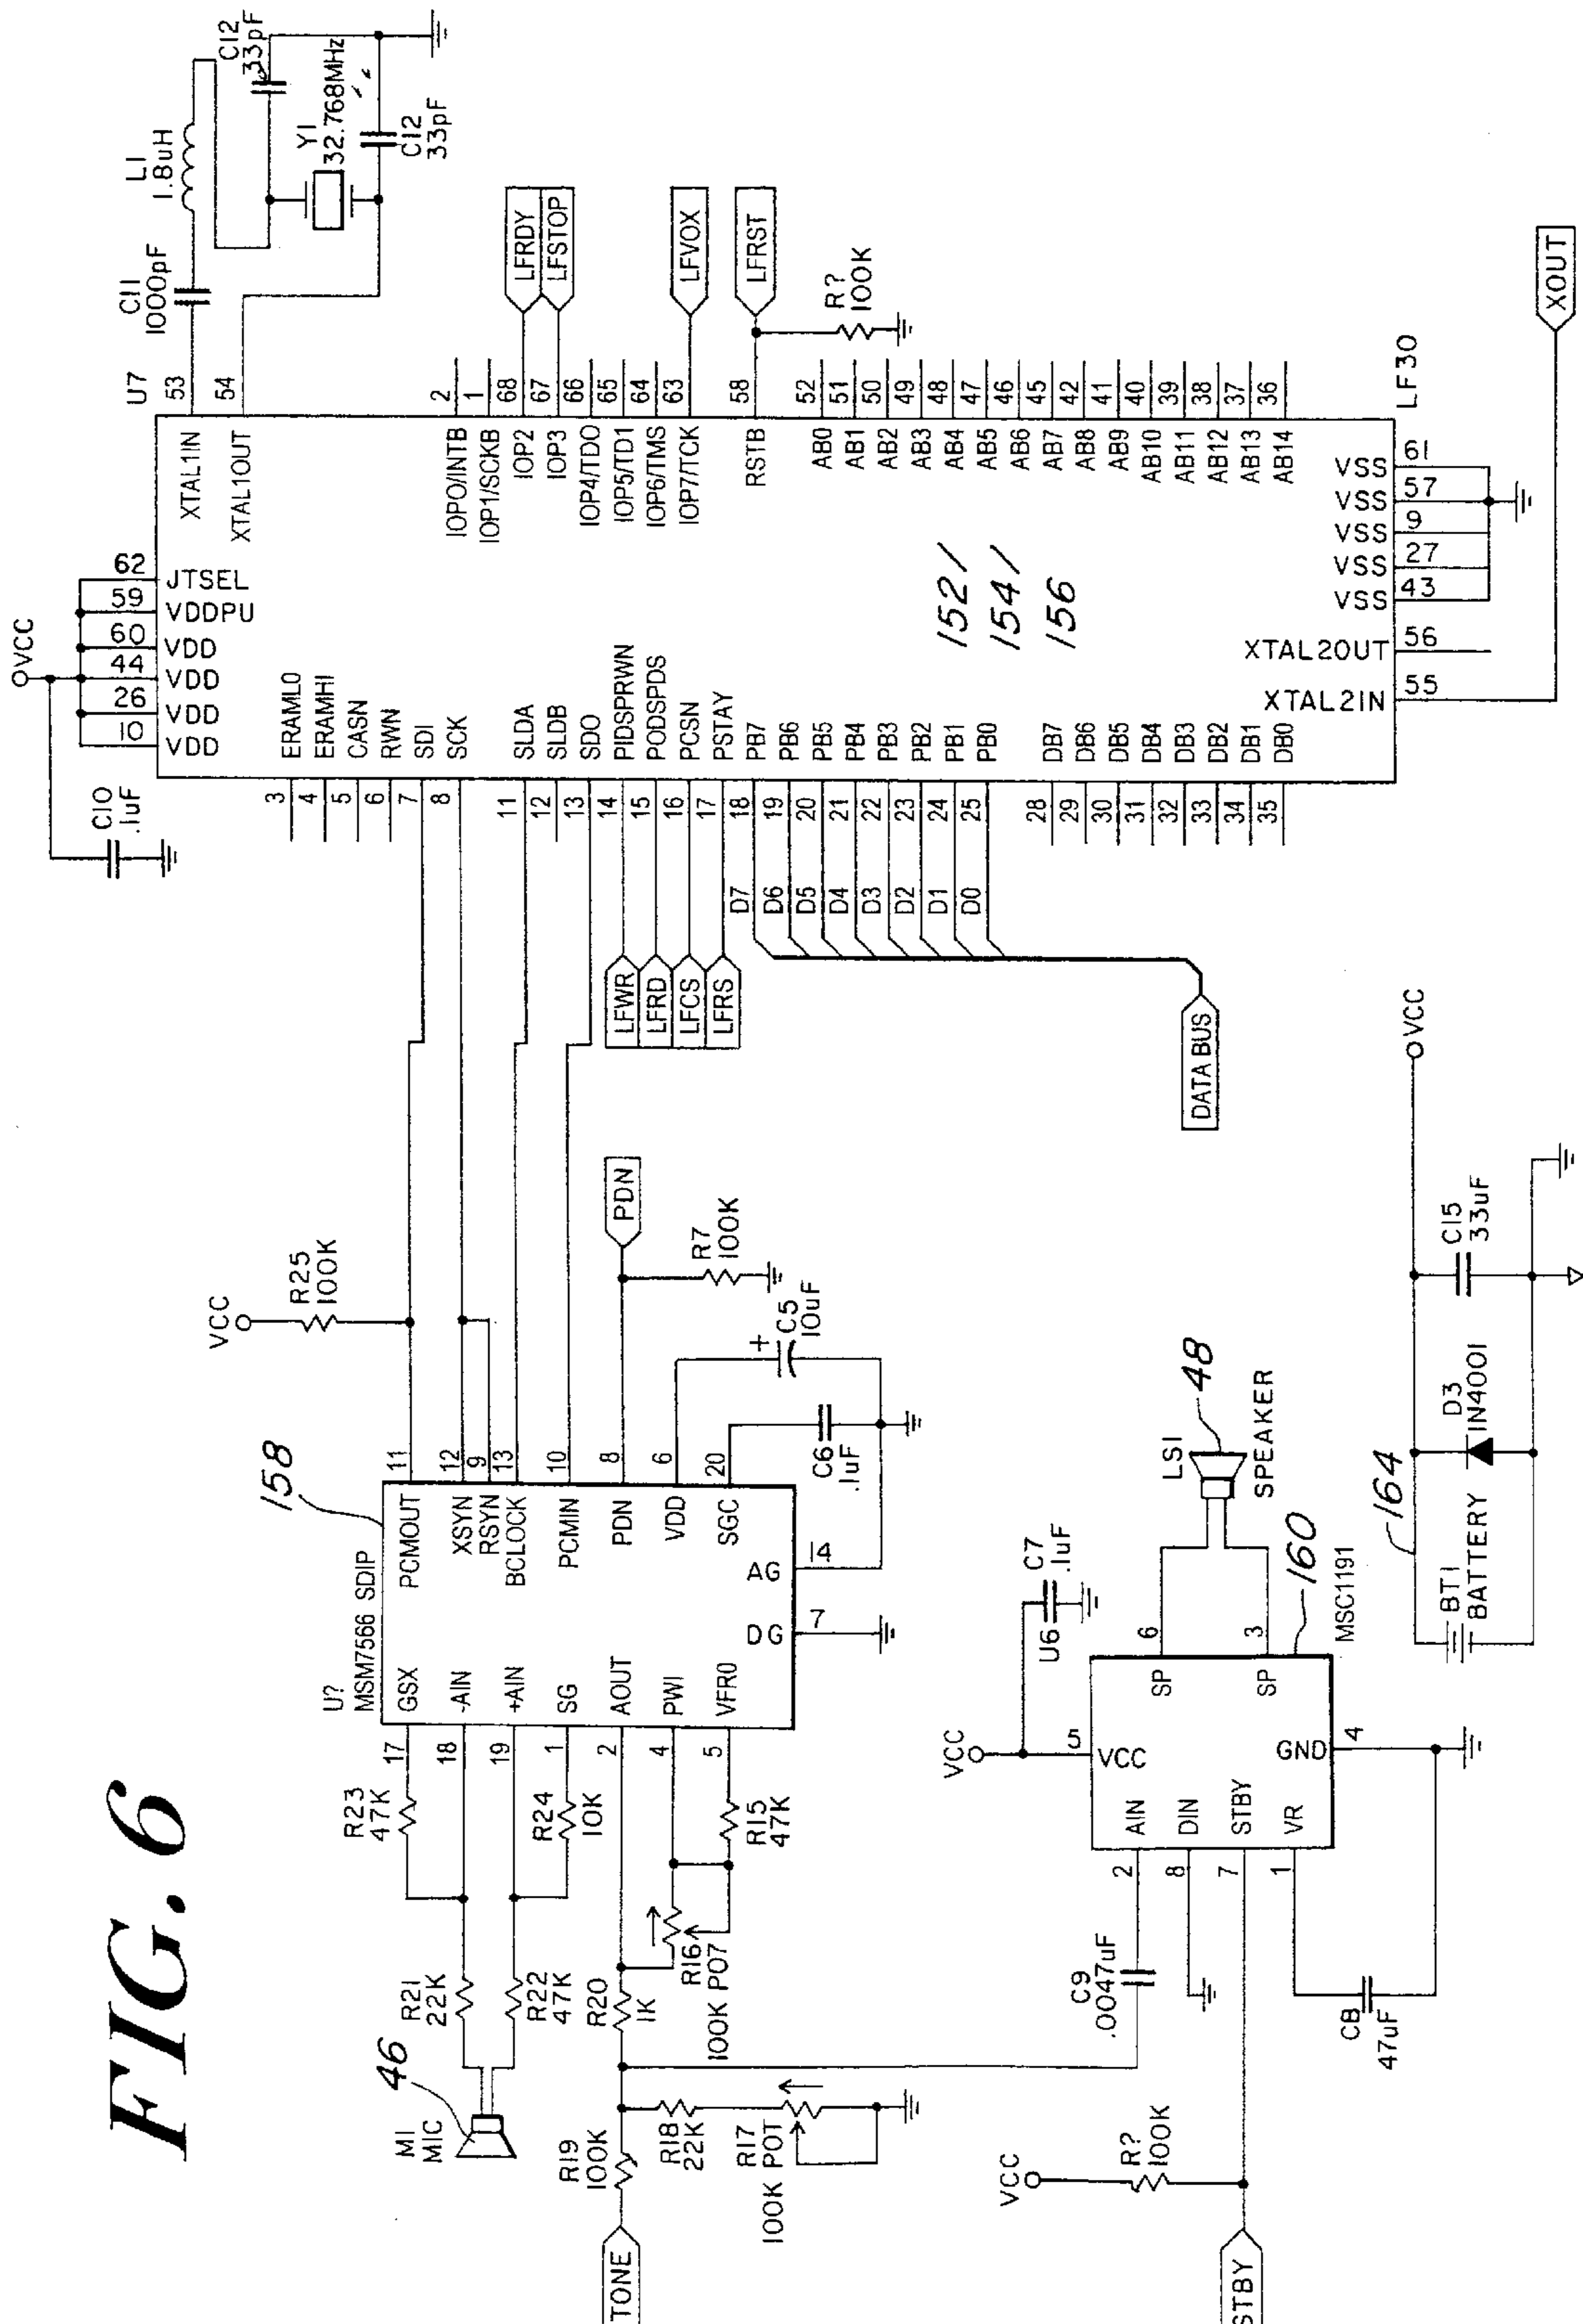 FIG. 6
TONE
R19
100K
R18
22K
R17
100K POT
M1
MIC
46
R21
22K
R22
47K
R23
47K
R24
10K
R20
1K
R16
100K PO7
R15
47K
U?
MSM7566 SDIP
158
17
18
19
1
2
4
5
GSX
-AIN
+AIN
SG
AOUT
PWI
VFR0
DG
7
AG
14
PCMOUT
XSYN
RSYN
BCLOCK
PCMIN
PDN
VDD
SGC
11
12
9
13
10
8
6
20
VCC
R25
100K
C6
.1uF
+
C5
10uF
R7
100K
PDN
STBY
VCC
R?
100K
C9
.0047uF
CB
47uF
2
8
7
1
AIN
DIN
STBY
VR
VCC
5
VCC
GND
4
SP
SP
6
3
U6
C7
.1uF
MSC1191
160
LS1
48
SPEAKER
BT1
BATTERY
164
D3
IN4001
C15
33uF
VCC
VCC
C10
.1uF
10
26
44
60
59
62
VDD
VDD
VDD
VDD
VDDPU
JTSEL
3
4
5
6
7
8
11
12
13
14
15
16
17
18
19
20
21
22
23
24
25
28
29
30
31
32
33
34
35
ERAML0
ERAMHI
CASN
RWN
SDI
SCK
SLDA
SLDB
SDO
PIDSPRWN
PODSPDS
PCSN
PSTAY
PB7
PB6
PB5
PB4
PB3
PB2
PB1
PB0
DB7
DB6
DB5
DB4
DB3
DB2
DB1
DB0
LFWR
LFRD
LFCS
LFRS
D7
D6
D5
D4
D3
D2
D1
D0
DATA BUS
152/
154/
156
XTAL2IN
55
XTAL2OUT
56
VSS
43
VSS
27
VSS
9
VSS
57
VSS
61
XTAL1IN
XTAL1OUT
IOP0/INTB
IOP1/SCKB
IOP2
IOP3
IOP4/TDO
IOP5/TD1
IOP6/TMS
IOP7/TCK
RSTB
AB0
AB1
AB2
AB3
AB4
AB5
AB6
AB7
AB8
AB9
AB10
AB11
AB12
AB13
AB14
U7
53
54
2
1
68
67
66
65
64
63
58
52
51
50
49
48
47
46
45
42
41
40
39
38
37
36
LF30
C11
1000pF
L1
1.8uH
C12
33pF
Y1
32.768MHz
C12
33pF
LFRDY
LFSTOP
LFVOX
LFRST
R?
100K
XOUT